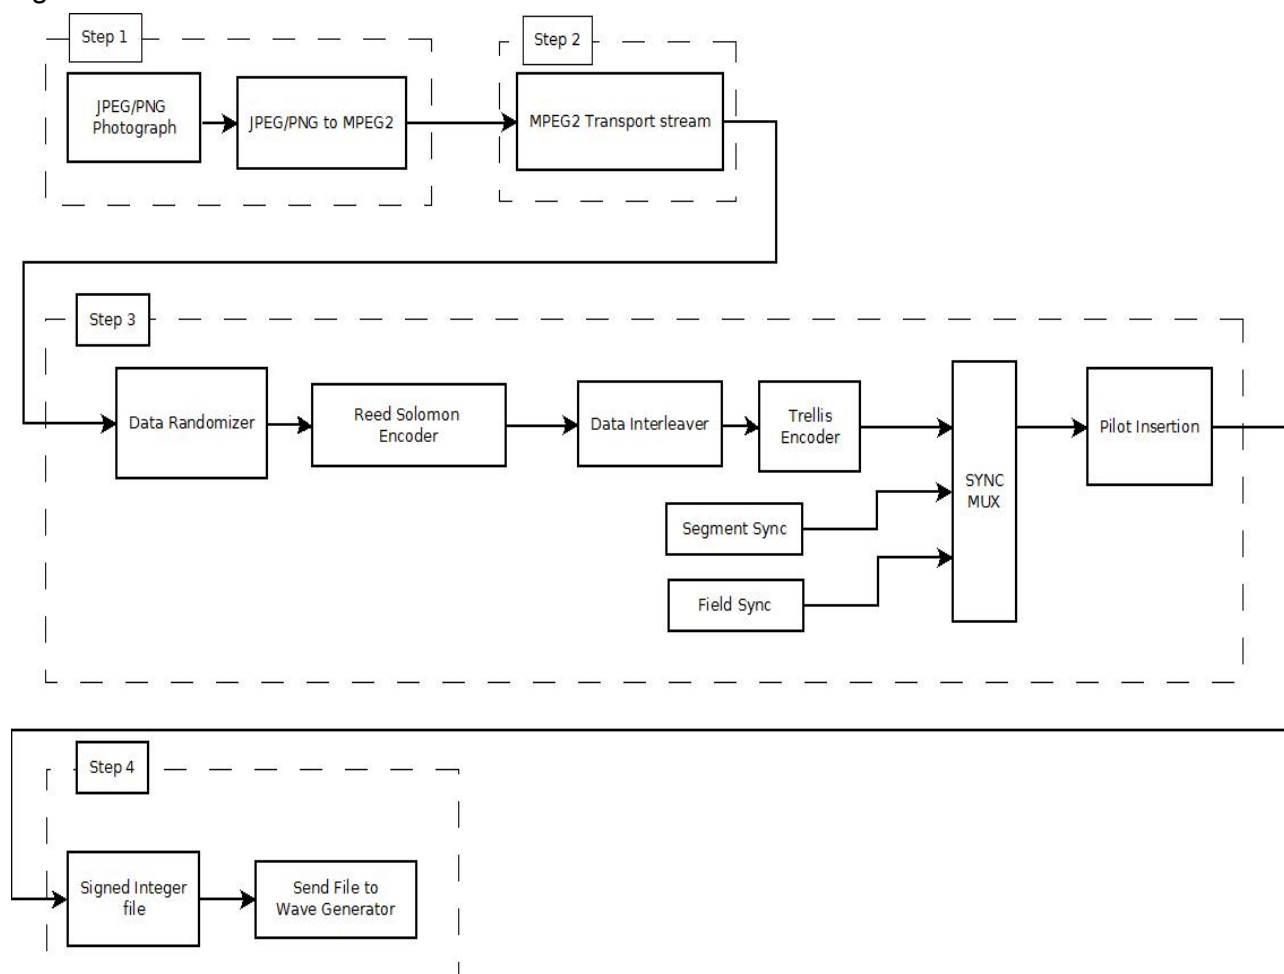 Step 1
Step 2
JPEG/PNG
Photograph
JPEG/PNG to MPEG2
MPEG2 Transport stream
Step 3
Data Randomizer
Reed Solomon
Encoder
Data Interleaver
Trellis
Encoder
SYNC
MUX
Pilot Insertion
Segment Sync
Field Sync
Step 4
Signed Integer
file
Send File to
Wave Generator